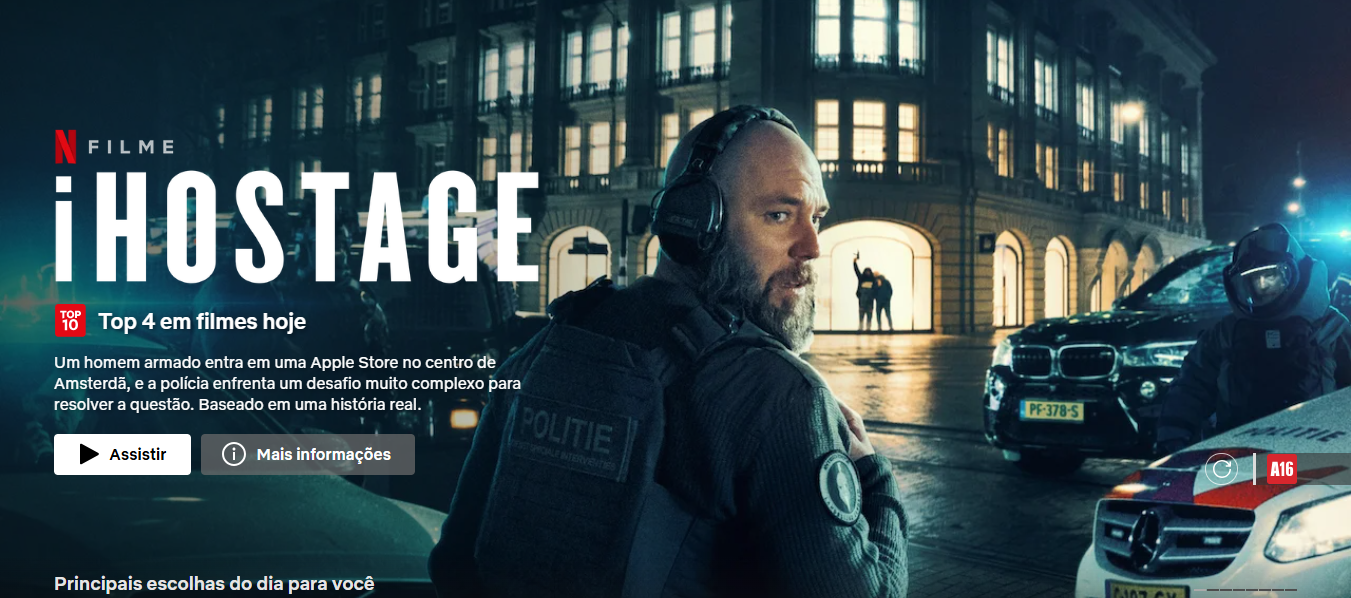 N FILME
iHOSTAGE
TOP
10
Top 4 em filmes hoje
Um homem armado entra em uma Apple Store no centro de
Amsterdã, e a polícia enfrenta um desafio muito complexo para
resolver a questão. Baseado em uma história real.
Assistir
Mais informações
POLITIE
PF-378-S
POLITIE
A16
Principais escolhas do dia para você